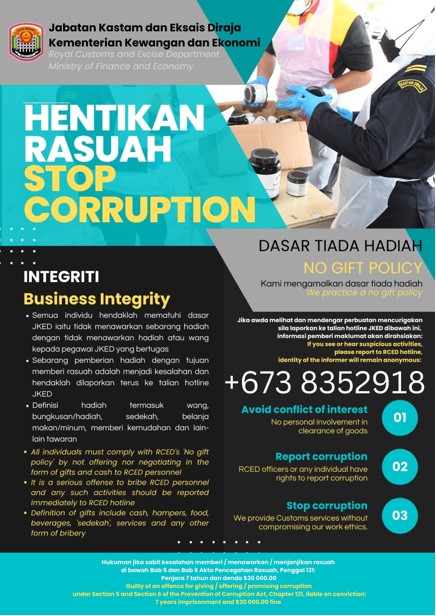 Jabatan Kastam dan Eksais Diraja
Kementerian Kewangan dan Ekonomi
Royal Customs and Excise Department
Ministry of Finance and Economy
HENTIKAN
RASUAH
STOP
CORRUPTION
DASAR TIADA HADIAH
NO GIFT POLICY
Kami mengamalkan dasar tiada hadiah
We practice a no gift policy
INTEGRITI
Business Integrity
Semua individu hendaklah mematuhi dasar
JKED iaitu tidak menawarkan sebarang hadiah
dengan tidak menawarkan hadiah atau wang
kepada pegawai JKED yang bertugas
Sebarang pemberian hadiah dengan tujuan
memberi rasuah adalah menjadi kesalahan dan
hendaklah dilaporkan terus ke talian hotline
JKED
Definisi hadiah termasuk wang,
bungkusan/hadiah, sedekah, belanja
makan/minum, memberi kemudahan dan lain-
lain tawaran
All individuals must comply with RCED's 'No gift
policy' by not offering nor negotiating in the
form of gifts and cash to RCED personnel
It is a serious offense to bribe RCED personnel
and any such activities should be reported
immediately to RCED hotline
Definition of gifts include cash, hampers, food,
beverages, 'sedekah', services and any other
form of bribery
Jika awda melihat dan mendengar perbuatan mencurigakan
sila laporkan ke talian hotline JKED dibawah ini,
informasi pemberi maklumat akan dirahsiakan:
If you see or hear suspicious activities,
please report to RCED hotline,
identity of the informer will remain anonymous:
+673 8352918
Avoid conflict of interest
No personal involvement in
clearance of goods
01
Report corruption
RCED officers or any individual have
rights to report corruption
02
Stop corruption
We provide Customs services without
compromising our work ethics.
03
Hukuman jika sabit kesalahan memberi / menawarkan / menjanjikan rasuah
di bawah Bab 5 dan Bab 6 Akta Pencegahan Rasuah, Penggal 131:
Penjara 7 tahun dan denda $30 000.00
Guilty of an offense for giving / offering / promising corruption
under Section 5 and Section 6 of the Prevention of Corruption Act, Chapter 131, liable on conviction:
7 years imprisonment and $30 000.00 fine